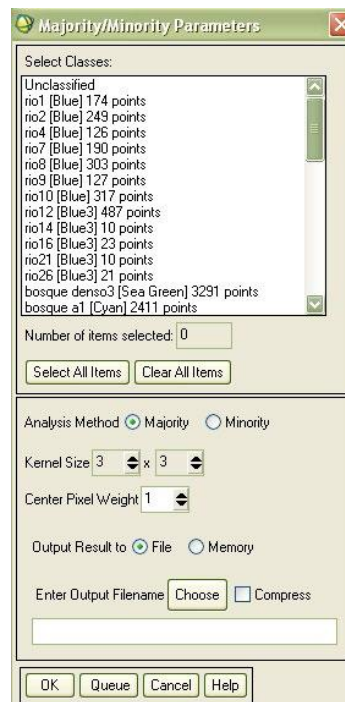 Majority/Minority Parameters
Select Classes:
Unclassified
rio1 [Blue] 174 points
rio2 [Blue] 249 points
rio4 [Blue] 126 points
rio7 [Blue] 190 points
rio8 [Blue] 303 points
rio9 [Blue] 127 points
rio10 [Blue] 317 points
rio12 [Blue3] 487 points
rio14 [Blue3] 10 points
rio16 [Blue3] 23 points
rio21 [Blue3] 10 points
rio26 [Blue3] 21 points
bosque denso3 [Sea Green] 3291 points
bosque a1 [Cyan] 2411 points
Number of items selected: 0
Select All Items Clear All Items
Analysis Method Majority Minority
Kernel Size 3 x 3
Center Pixel Weight 1
Output Result to File Memory
Enter Output Filename Choose Compress
OK Queue Cancel Help